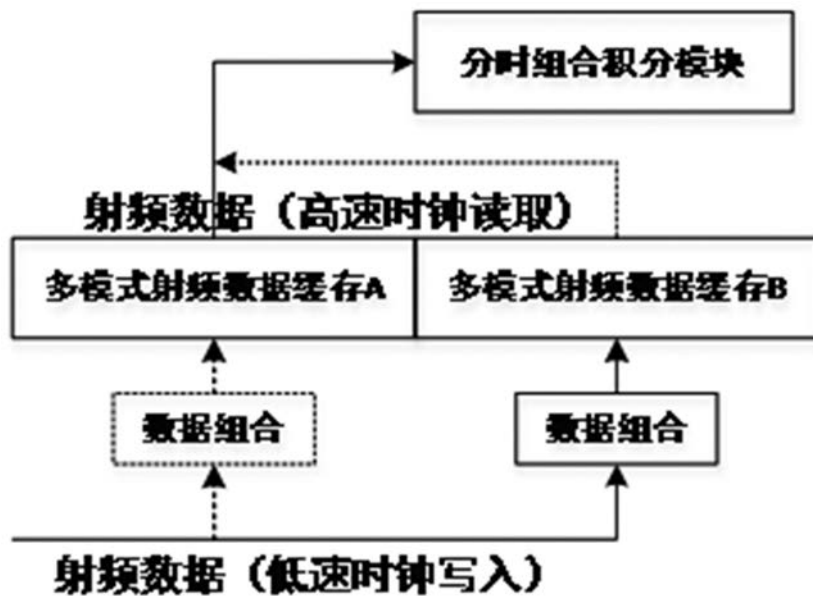 分时组合积分模块
射频数据（高速时钟读取）
多模式射频数据缓存A
多模式射频数据缓存B
数据组合
数据组合
射频数据（低速时钟写入）